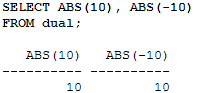 SELECT ABS(10), ABS(-10)
FROM dual;
ABS(10) ABS(-10)
---------- ----------
10 10